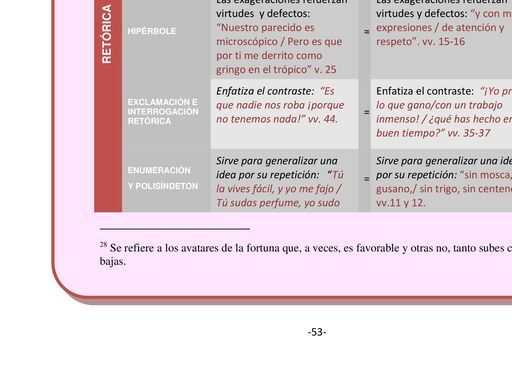 Las exageraciones refuerzan
virtudes y defectos:
“Nuestro parecido es
microscópico / Pero es que
por ti me derrito como
gringo en el trópico” v. 25
HIPÉRBOLE
≈
Las exageraciones refuerzan
virtudes y defectos: “y con m
expresiones / de atención y
respeto”. vv. 15-16
RETÓRICA
EXCLAMACIÓN E
INTERROGACIÓN
RETÓRICA
Enfatiza el contraste: “Es
que nadie nos roba ¡porque
no tenemos nada!” vv. 44.
=
Enfatiza el contraste: “¡Yo pr
lo que gano/con un trabajo
inmenso! / ¿qué has hecho en
buen tiempo?” vv. 35-37
ENUMERACIÓN
Y POLISÍNDETON
Sirve para generalizar una
idea por su repetición: “Tú
la vives fácil, y yo me fajo /
Tú sudas perfume, yo sudo
=
Sirve para generalizar una ide
por su repetición: “sin mosca,
gusano,/ sin trigo, sin centen
vv.11 y 12.
28 Se refiere a los avatares de la fortuna que, a veces, es favorable y otras no, tanto subes c
bajas.
-53-